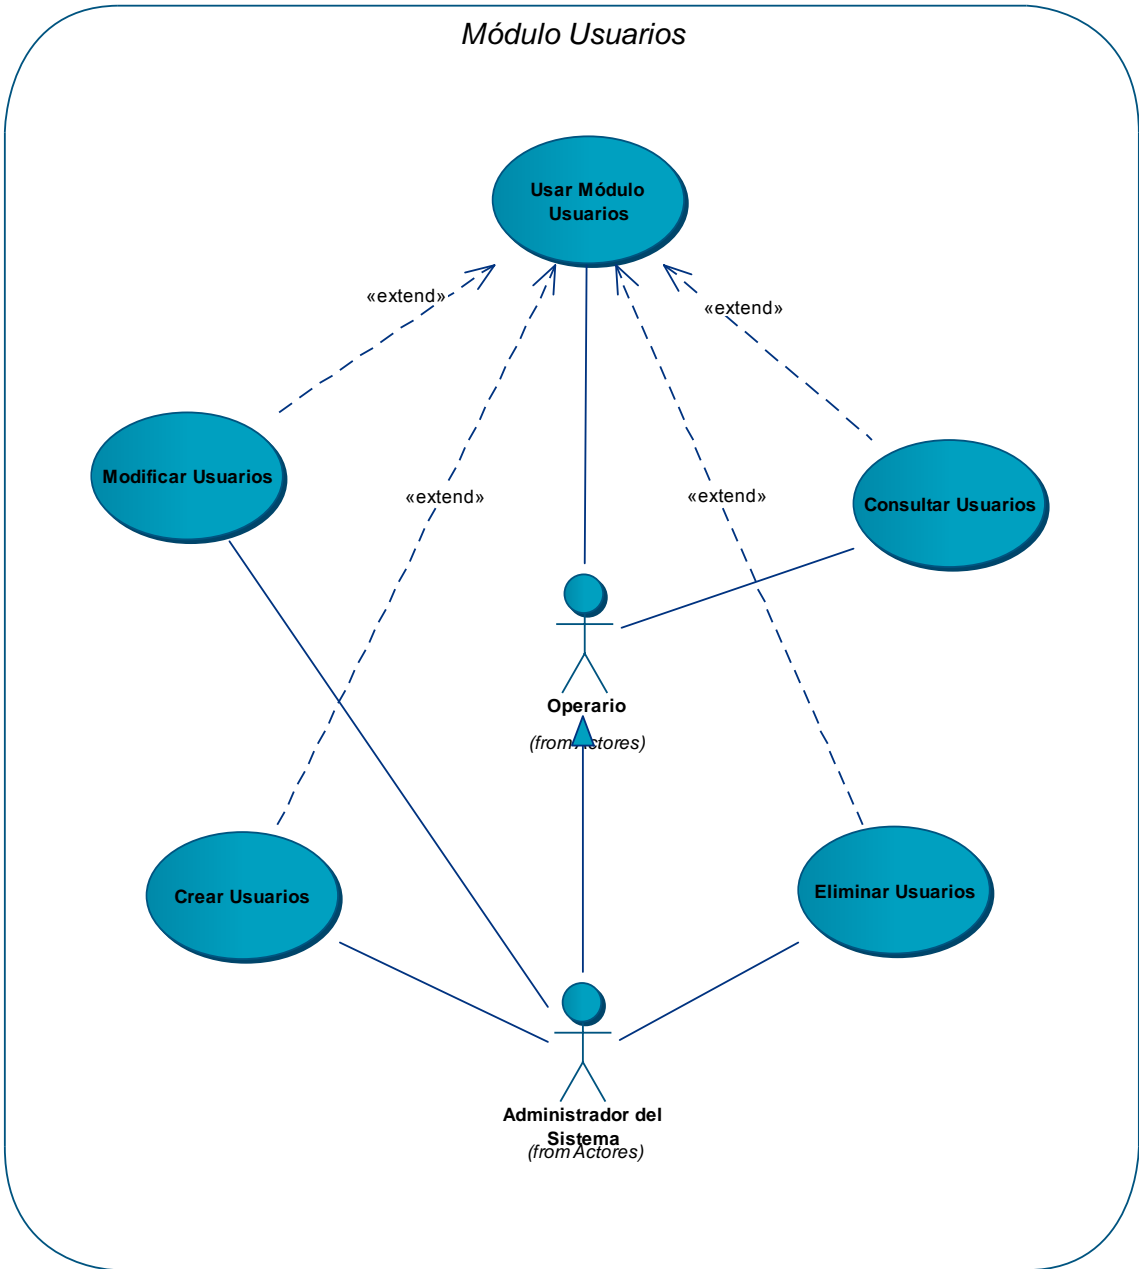 Módulo Usuarios
Usar Módulo
Usuarios
«extend»
«extend»
Modificar Usuarios
«extend»
«extend»
Consultar Usuarios
Operario
(from Actores)
Crear Usuarios
Eliminar Usuarios
Administrador del
Sistema
(from Actores)